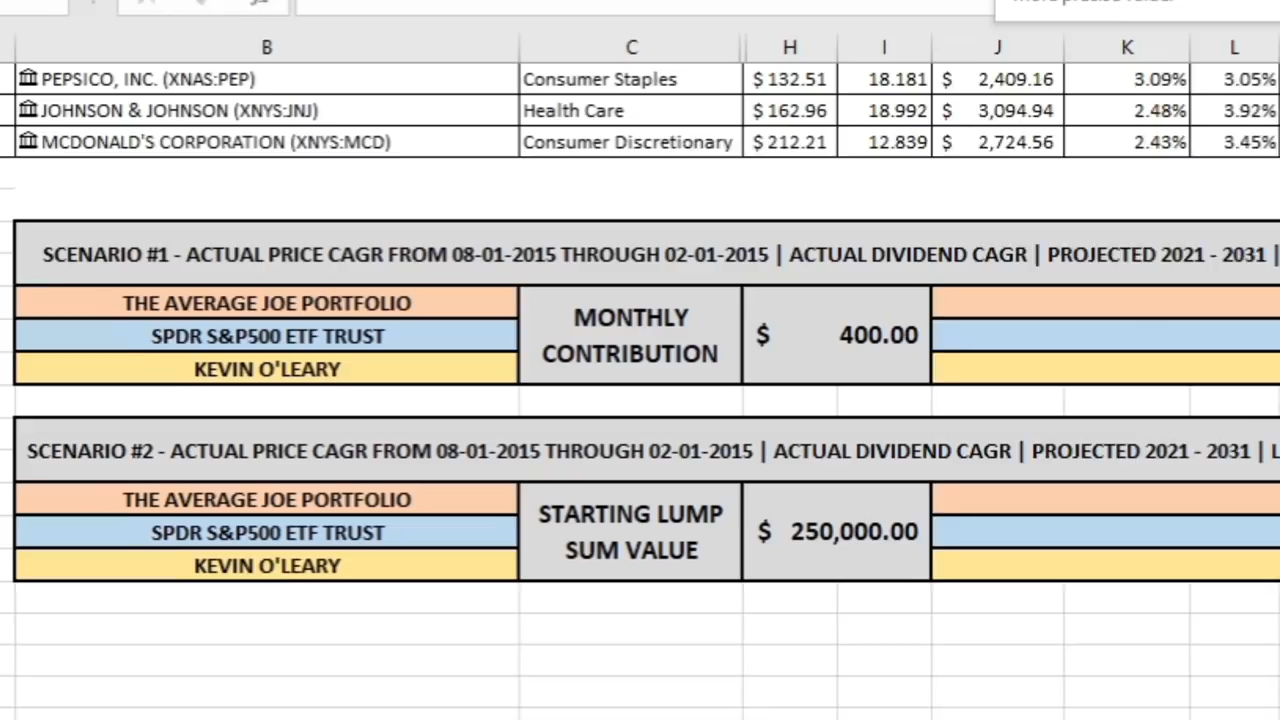 B C H I J K L
PEPSICO, INC. (XNAS:PEP) Consumer Staples $ 132.51 18.181 $ 2,409.16 3.09% 3.05%
JOHNSON & JOHNSON (XNYS:JNJ) Health Care $ 162.96 18.992 $ 3,094.94 2.48% 3.92%
MCDONALD'S CORPORATION (XNYS:MCD) Consumer Discretionary $ 212.21 12.839 $ 2,724.56 2.43% 3.45%
SCENARIO #1 - ACTUAL PRICE CAGR FROM 08-01-2015 THROUGH 02-01-2015 | ACTUAL DIVIDEND CAGR | PROJECTED 2021 - 2031 |
THE AVERAGE JOE PORTFOLIO
SPDR S&P500 ETF TRUST
KEVIN O'LEARY
MONTHLY
CONTRIBUTION
$ 400.00
SCENARIO #2 - ACTUAL PRICE CAGR FROM 08-01-2015 THROUGH 02-01-2015 | ACTUAL DIVIDEND CAGR | PROJECTED 2021 - 2031 | L
THE AVERAGE JOE PORTFOLIO
SPDR S&P500 ETF TRUST
KEVIN O'LEARY
STARTING LUMP
SUM VALUE
$ 250,000.00